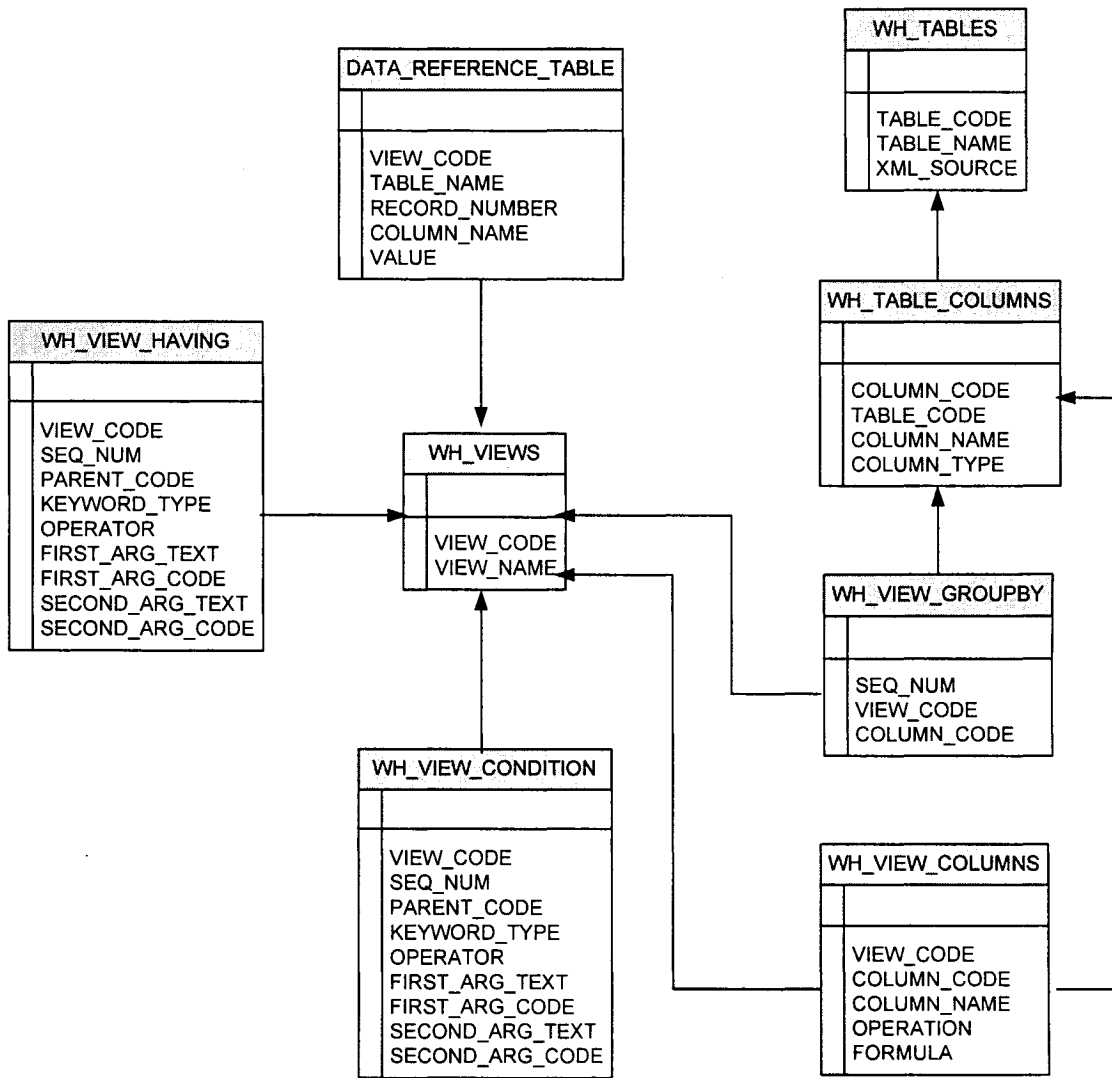 WH_TABLES
TABLE_CODE
TABLE_NAME
XML_SOURCE
DATA_REFERENCE_TABLE
VIEW_CODE
TABLE_NAME
RECORD_NUMBER
COLUMN_NAME
VALUE
WH_TABLE_COLUMNS
COLUMN_CODE
TABLE_CODE
COLUMN_NAME
COLUMN_TYPE
WH_VIEW_HAVING
VIEW_CODE
SEQ_NUM
PARENT_CODE
KEYWORD_TYPE
OPERATOR
FIRST_ARG_TEXT
FIRST_ARG_CODE
SECOND_ARG_TEXT
SECOND_ARG_CODE
WH_VIEWS
VIEW_CODE
VIEW_NAME
WH_VIEW_GROUPBY
SEQ_NUM
VIEW_CODE
COLUMN_CODE
WH_VIEW_CONDITION
VIEW_CODE
SEQ_NUM
PARENT_CODE
KEYWORD_TYPE
OPERATOR
FIRST_ARG_TEXT
FIRST_ARG_CODE
SECOND_ARG_TEXT
SECOND_ARG_CODE
WH_VIEW_COLUMNS
VIEW_CODE
COLUMN_CODE
COLUMN_NAME
OPERATION
FORMULA